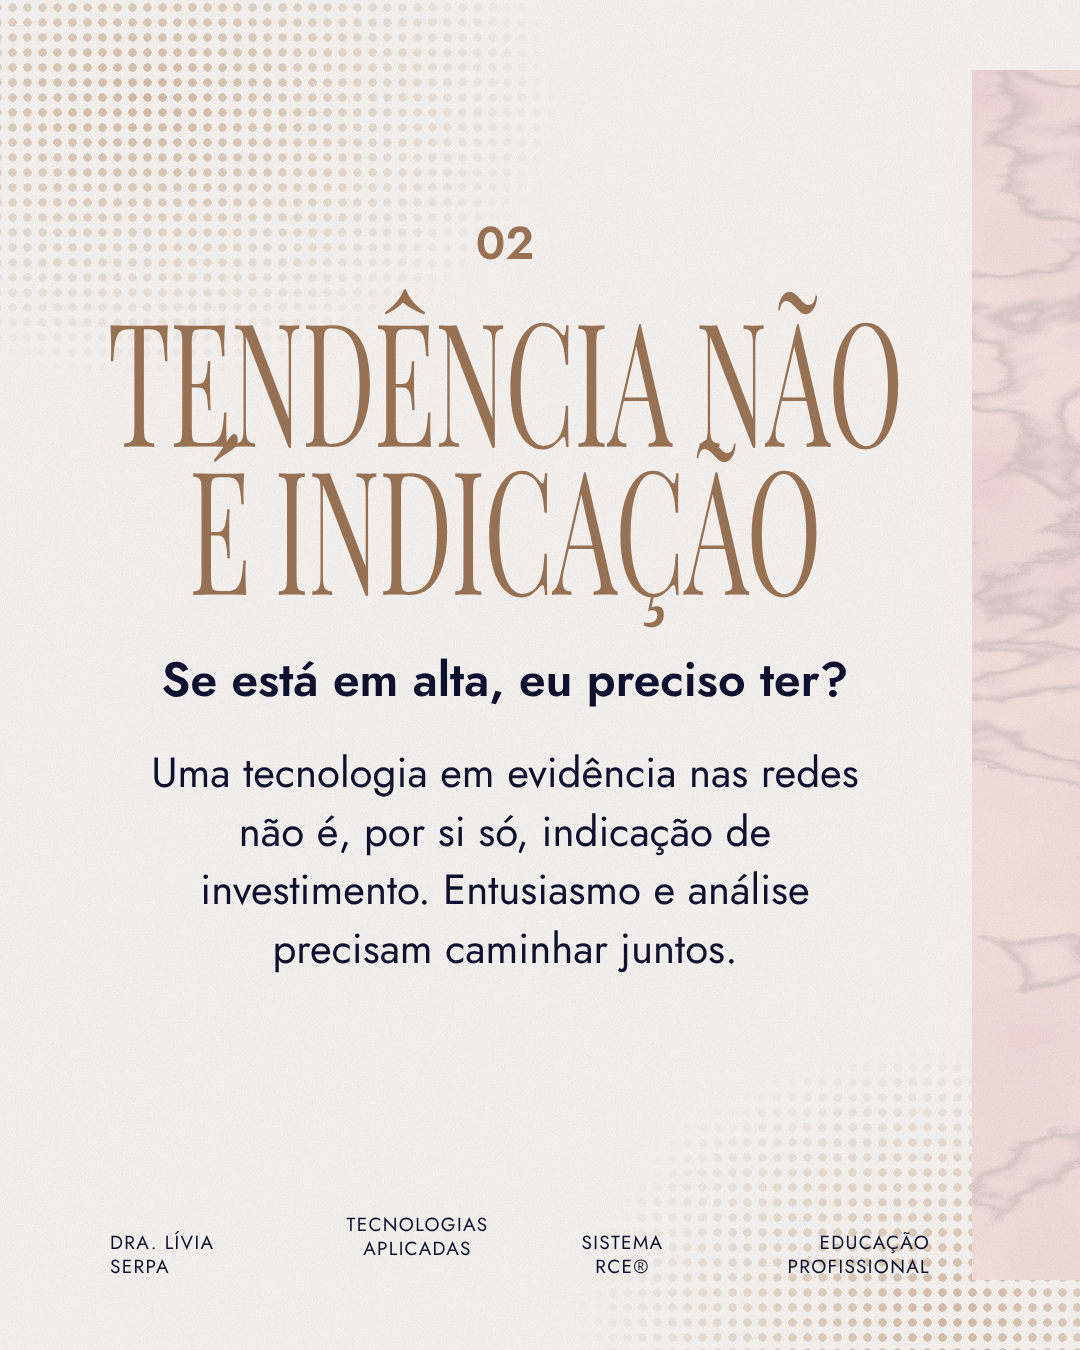 02
TENDÊNCIA NÃO
É INDICAÇÃO
Se está em alta, eu preciso ter?
Uma tecnologia em evidência nas redes
não é, por si só, indicação de
investimento. Entusiasmo e análise
precisam caminhar juntos.
DRA. LÍVIA
SERPA
TECNOLOGIAS
APLICADAS
SISTEMA
RCE®
EDUCAÇÃO
PROFISSIONAL